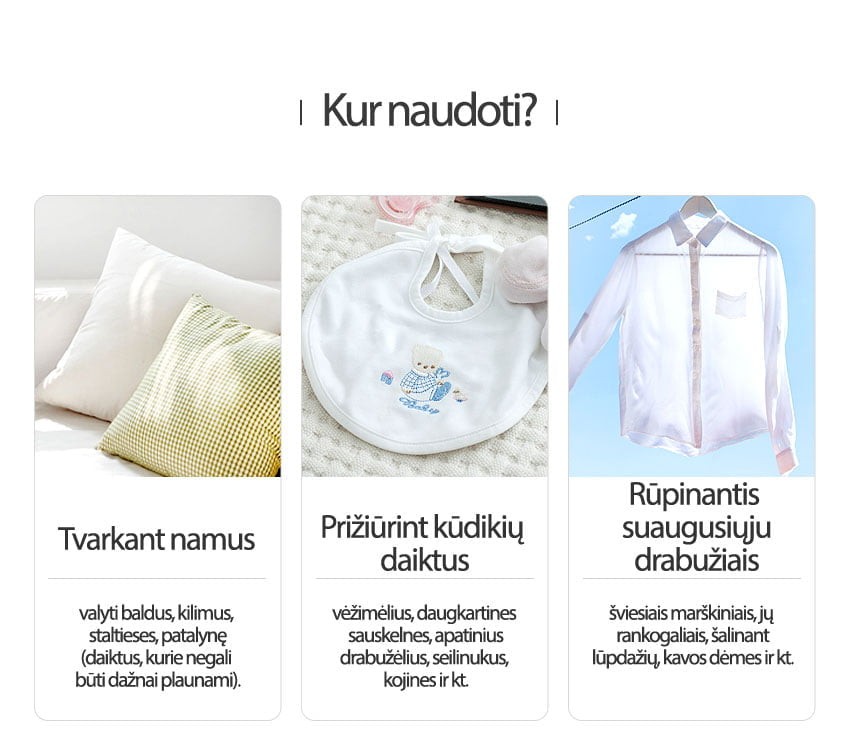 Kur naudoti?
Tvarkant namus
valyti baldus, kilimus,
staltieses, patalynę
(daiktus, kurie negali
būti dažnai plaunami).
Prižiūrint kūdikių
daiktus
vėžimėlius, daugkartines
sauskelnes, apatinius
drabužėlius, seilinukus,
kojines ir kt.
Baby
Rūpinantis
suaugusiųjų
drabužiais
šviesiais marškiniais, jų
rankogaliais, šalinant
lūpdažių, kavos dėmes ir kt.